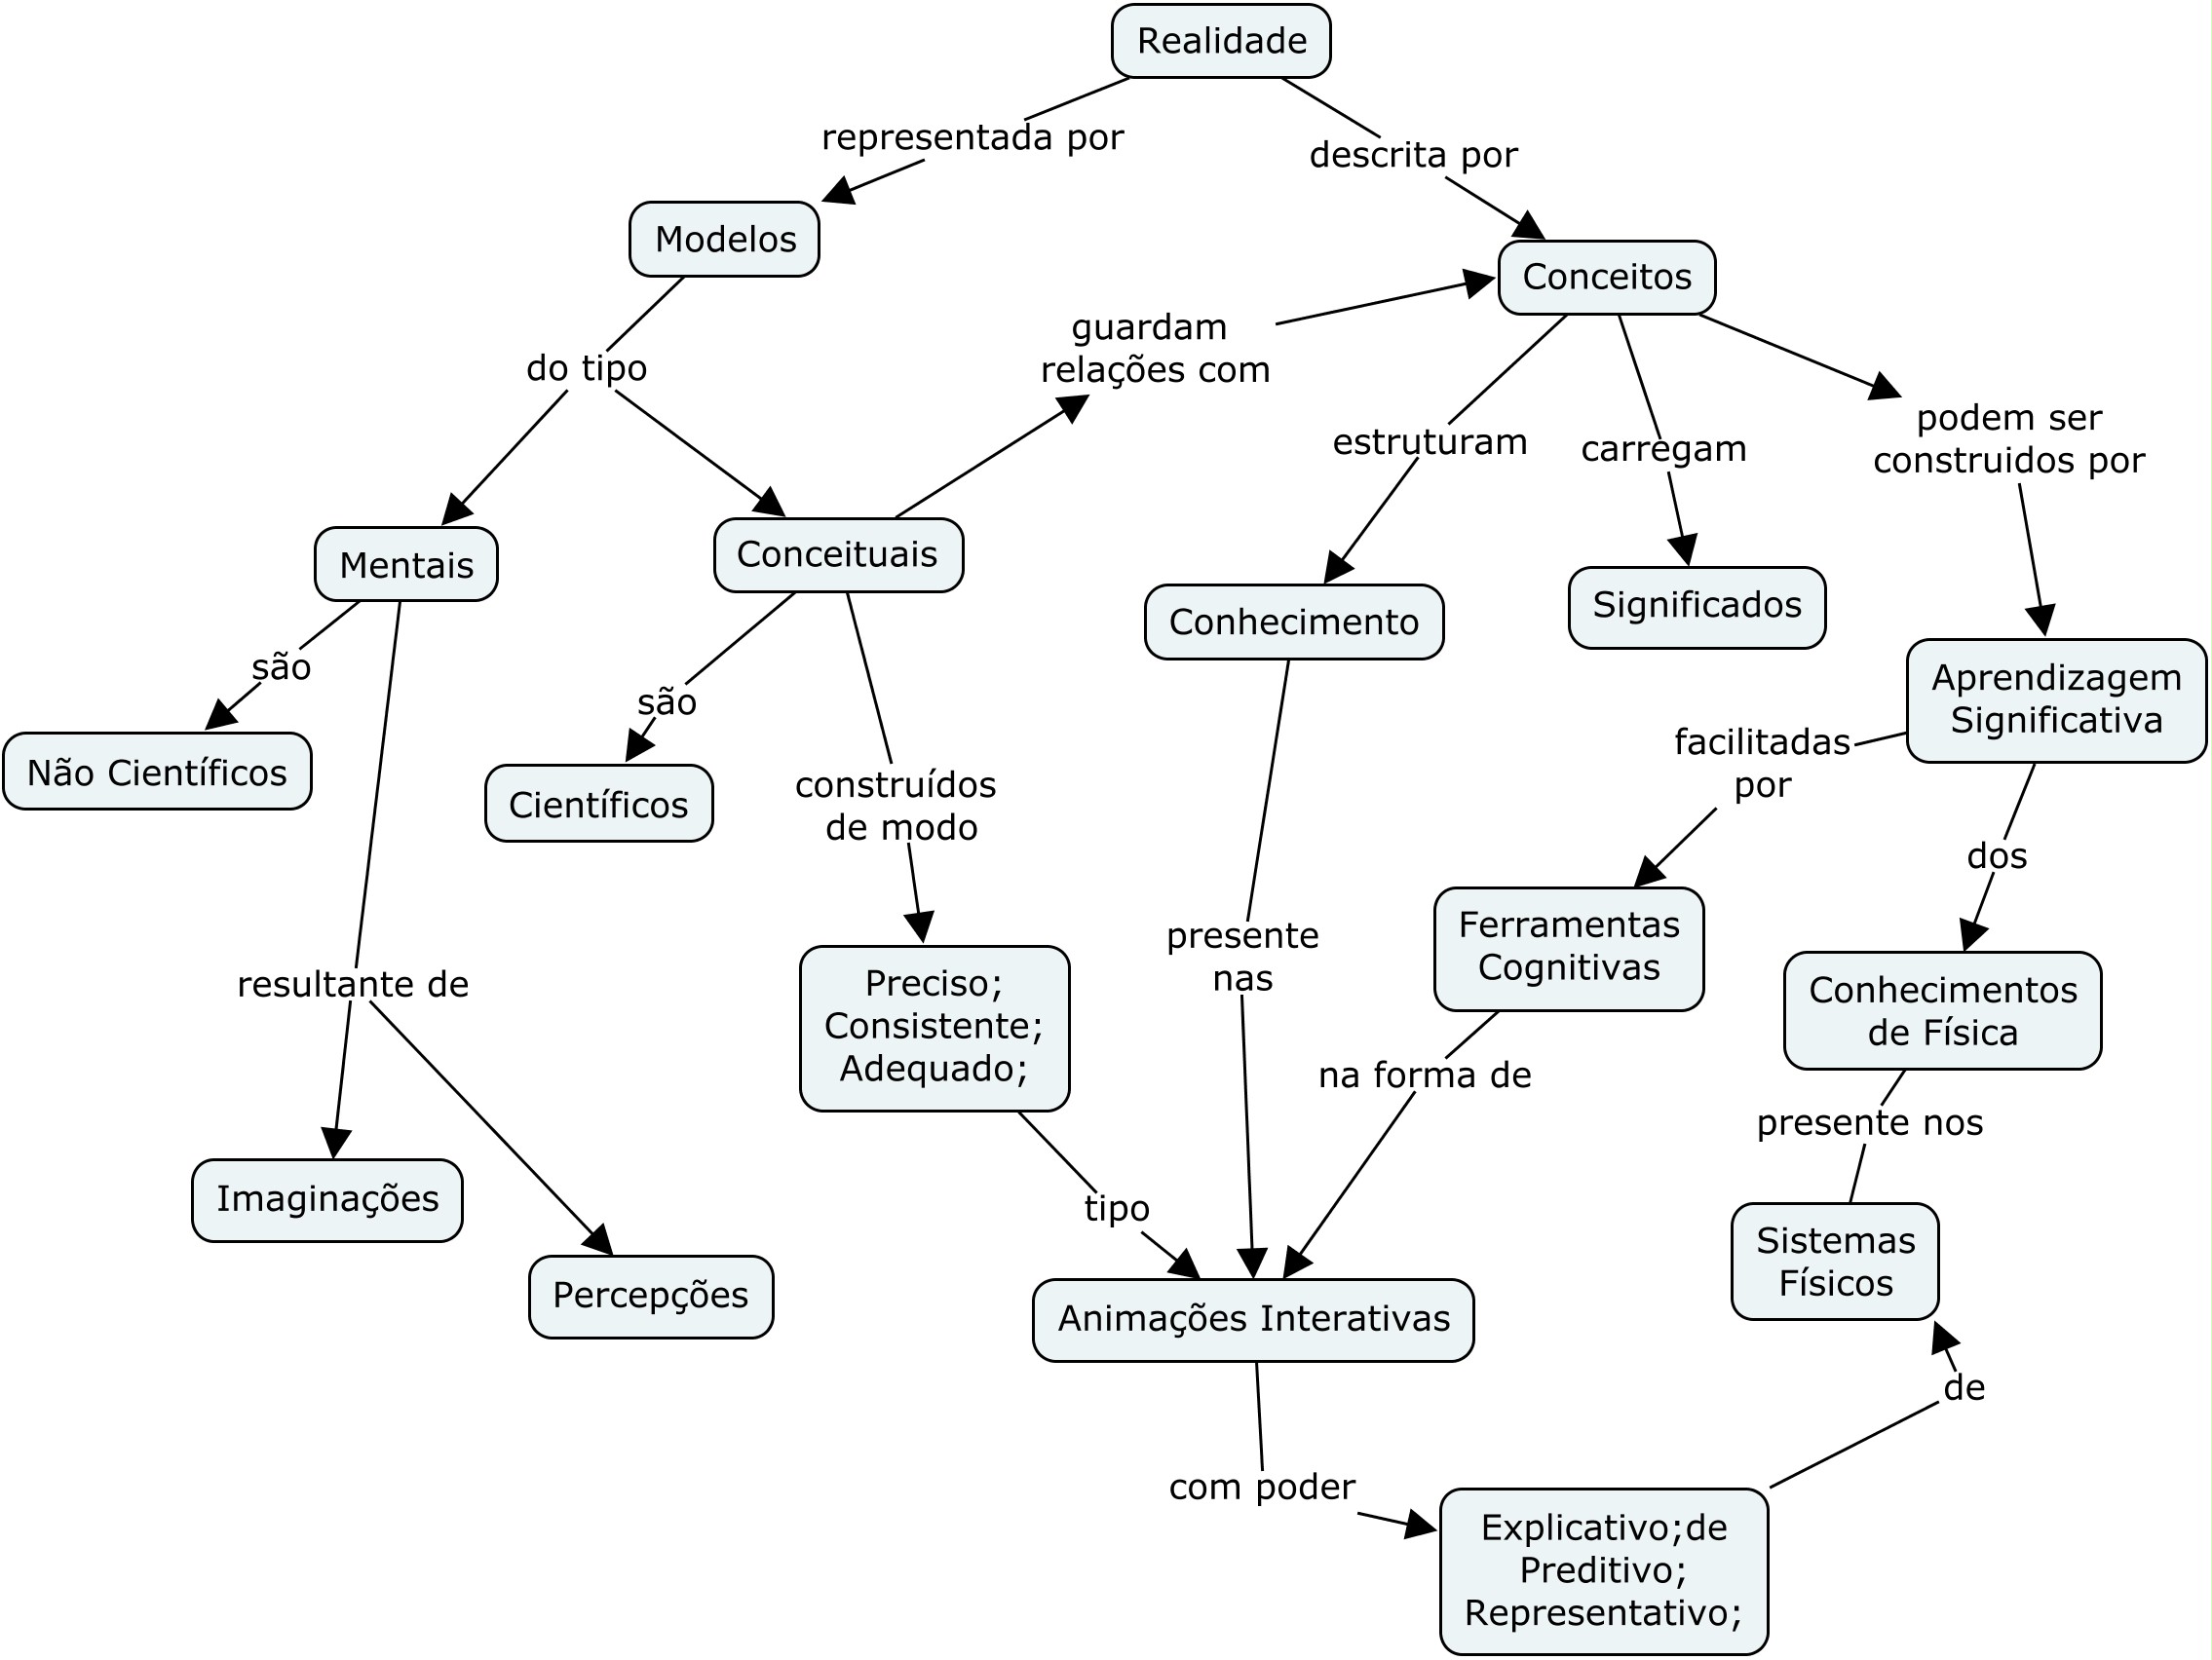 Realidade
representada por
descrita por
Modelos
Conceitos
guardam
relações com
do tipo
estruturam
carregam
podem ser
construidos por
Mentais
Conceituais
Conhecimento
Significados
Aprendizagem
Significativa
são
são
facilitadas
por
Não Científicos
Científicos
construídos
de modo
dos
Ferramentas
Cognitivas
presente
nas
resultante de
Preciso;
Consistente;
Adequado;
Conhecimentos
de Física
na forma de
presente nos
Imaginações
tipo
Sistemas
Físicos
Percepções
Animações Interativas
de
com poder
Explicativo;de
Preditivo;
Representativo;